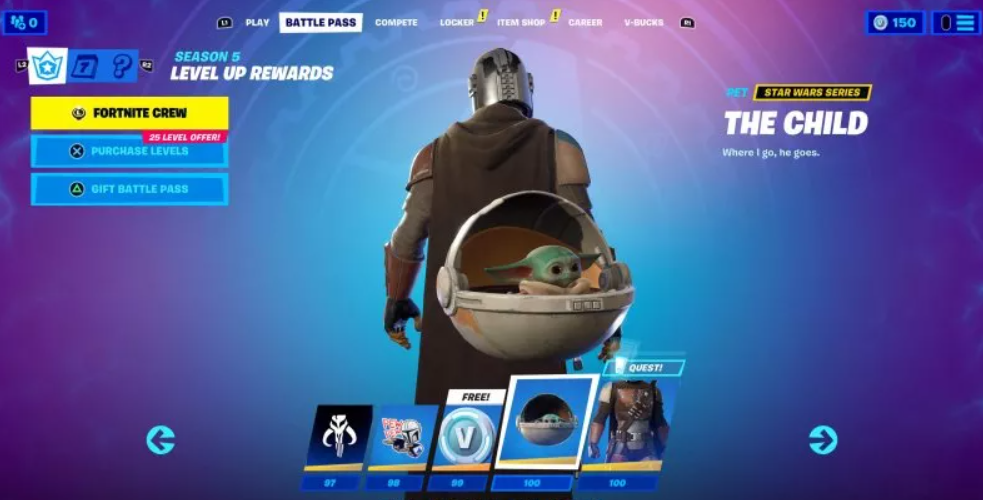 0
L1 PLAY BATTLE PASS COMPETE LOCKER ! ITEM SHOP ! CAREER V-BUCKS R1
150
L2 7 ? R2
SEASON 5
LEVEL UP REWARDS
FORTNITE CREW
25 LEVEL OFFER!
PURCHASE LEVELS
GIFT BATTLE PASS
PET STAR WARS SERIES
THE CHILD
Where I go, he goes.
QUEST!
FREE!
V
97 98 99 100 100